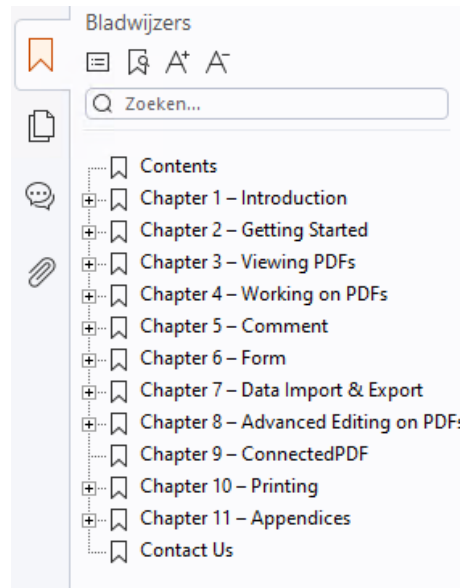 Bladwijzers
Zoeken...
Contents
Chapter 1 – Introduction
Chapter 2 – Getting Started
Chapter 3 – Viewing PDFs
Chapter 4 – Working on PDFs
Chapter 5 – Comment
Chapter 6 – Form
Chapter 7 – Data Import & Export
Chapter 8 – Advanced Editing on PDFs
Chapter 9 – ConnectedPDF
Chapter 10 – Printing
Chapter 11 – Appendices
Contact Us